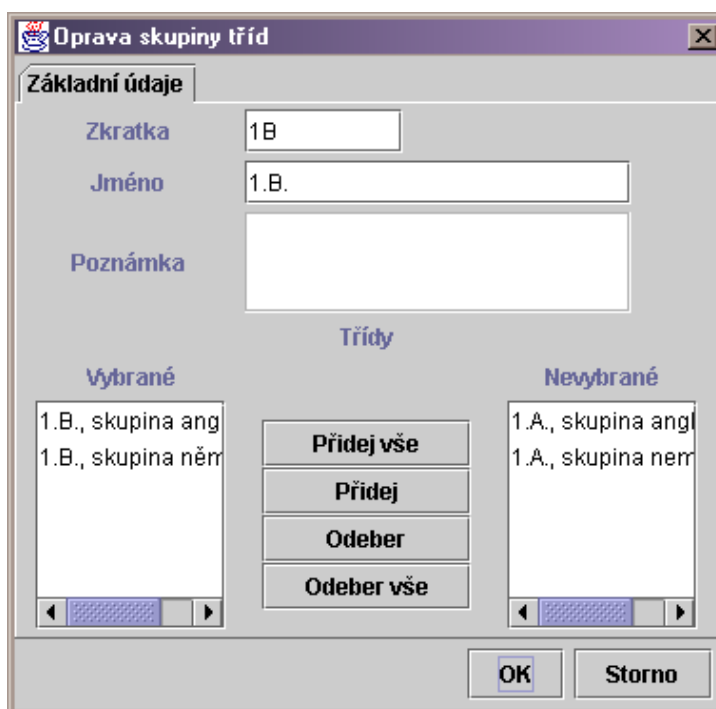 Oprava skupiny tříd
Základní údaje
Zkratka 1B
Jméno 1.B.
Poznámka
Třídy
Vybrané Nevybrané
1.B., skupina ang
1.B., skupina něm
Přidej vše
Přidej
Odeber
Odeber vše
1.A., skupina angl
1.A., skupina nem
OK Storno